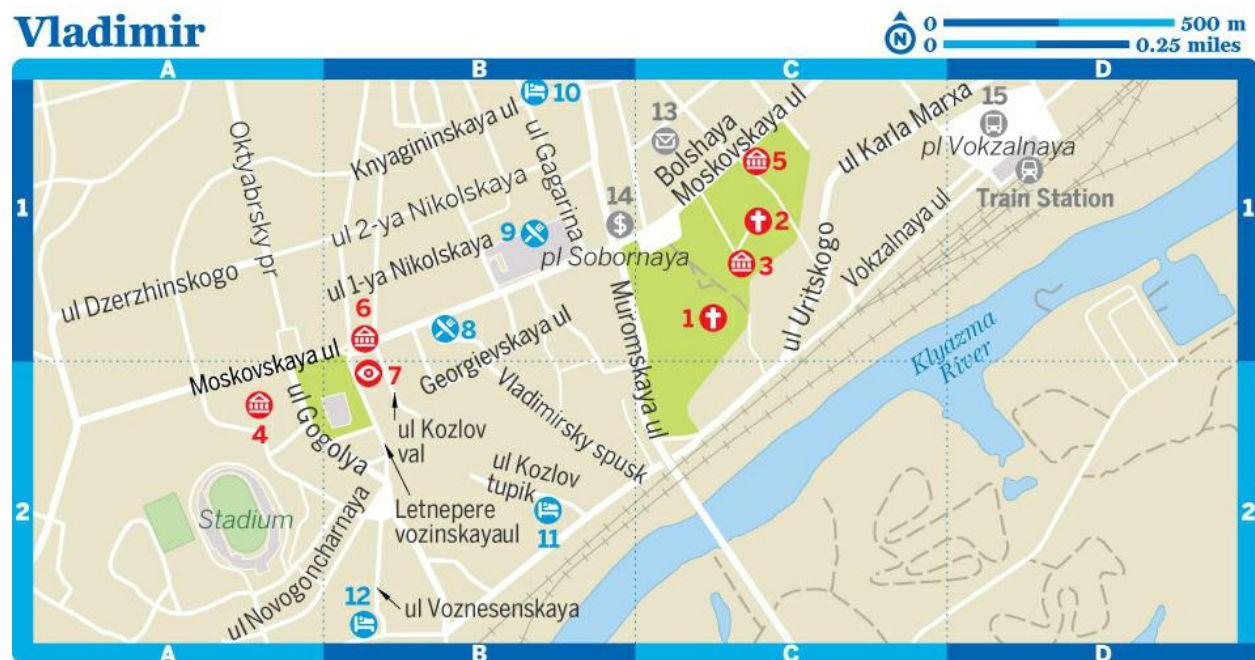 Vladimir
N
0
500 m
0
0.25 miles
A
B
C
D
1
1
2
2
A
B
C
D
Oktyabrsky pr
Knyagininskaya ul
10
ul Gagarina
13
Bolshaya
Moskovskaya ul
5
ul Karla Marxa
15
pl Vokzalnaya
Train Station
ul 2-ya Nikolskaya
14
$
2
9
ul 1-ya Nikolskaya
pl Sobornaya
3
ul Uritskogo
Vokzalnaya ul
ul Dzerzhinskogo
6
8
Muromskaya ul
1
Georgievskaya ul
Moskovskaya ul
7
Klyazma
River
4
ul Gogolya
ul Kozlov
val
Vladimirsky spusk
ul Kozlov
tupik
11
Letnepere
vozinskayaul
Stadium
ul Novogoncharnaya
12
ul Voznesenskaya